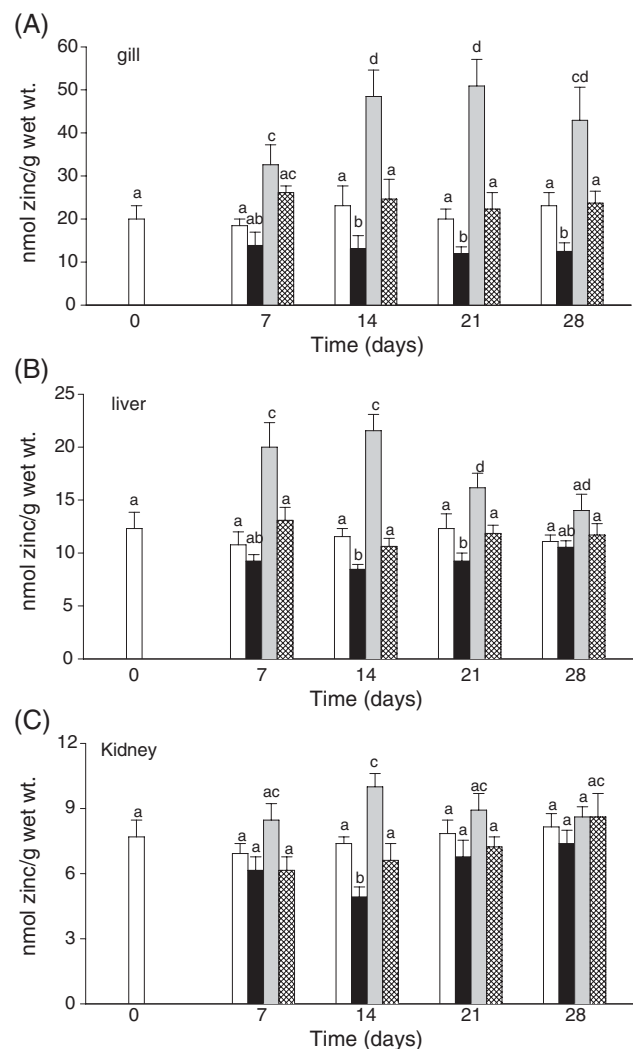 (A)
gill
nmol zinc/g wet wt.
60
50
40
30
20
10
0
a
a
ab
c
ac
a
b
d
a
a
b
d
a
a
b
cd
a
0
7
14
21
28
Time (days)
(B)
liver
nmol zinc/g wet wt.
25
20
15
10
5
0
a
a
ab
c
a
a
b
c
a
a
b
d
a
a
ab
ad
a
0
7
14
21
28
Time (days)
(C)
Kidney
nmol zinc/g wet wt.
12
9
6
3
0
a
a
a
ac
a
a
b
c
a
a
a
ac
a
a
a
a
ac
0
7
14
21
28
Time (days)